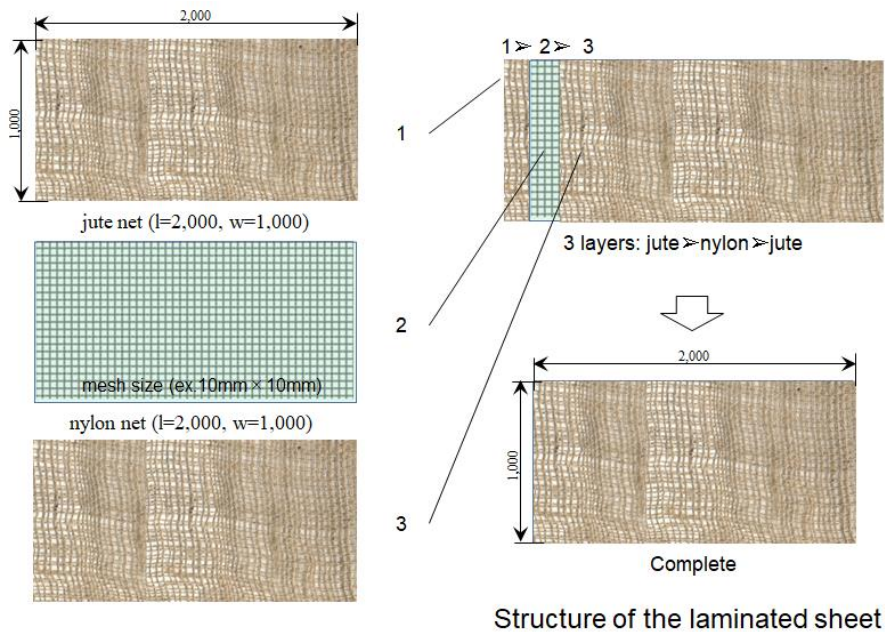 2,000
1,000
jute net (l=2,000, w=1,000)
mesh size (ex.10mm × 10mm)
nylon net (l=2,000, w=1,000)
1
2
3
1➢ 2➢ 3
3 layers: jute➢nylon➢jute
2,000
1,000
Complete
Structure of the laminated sheet